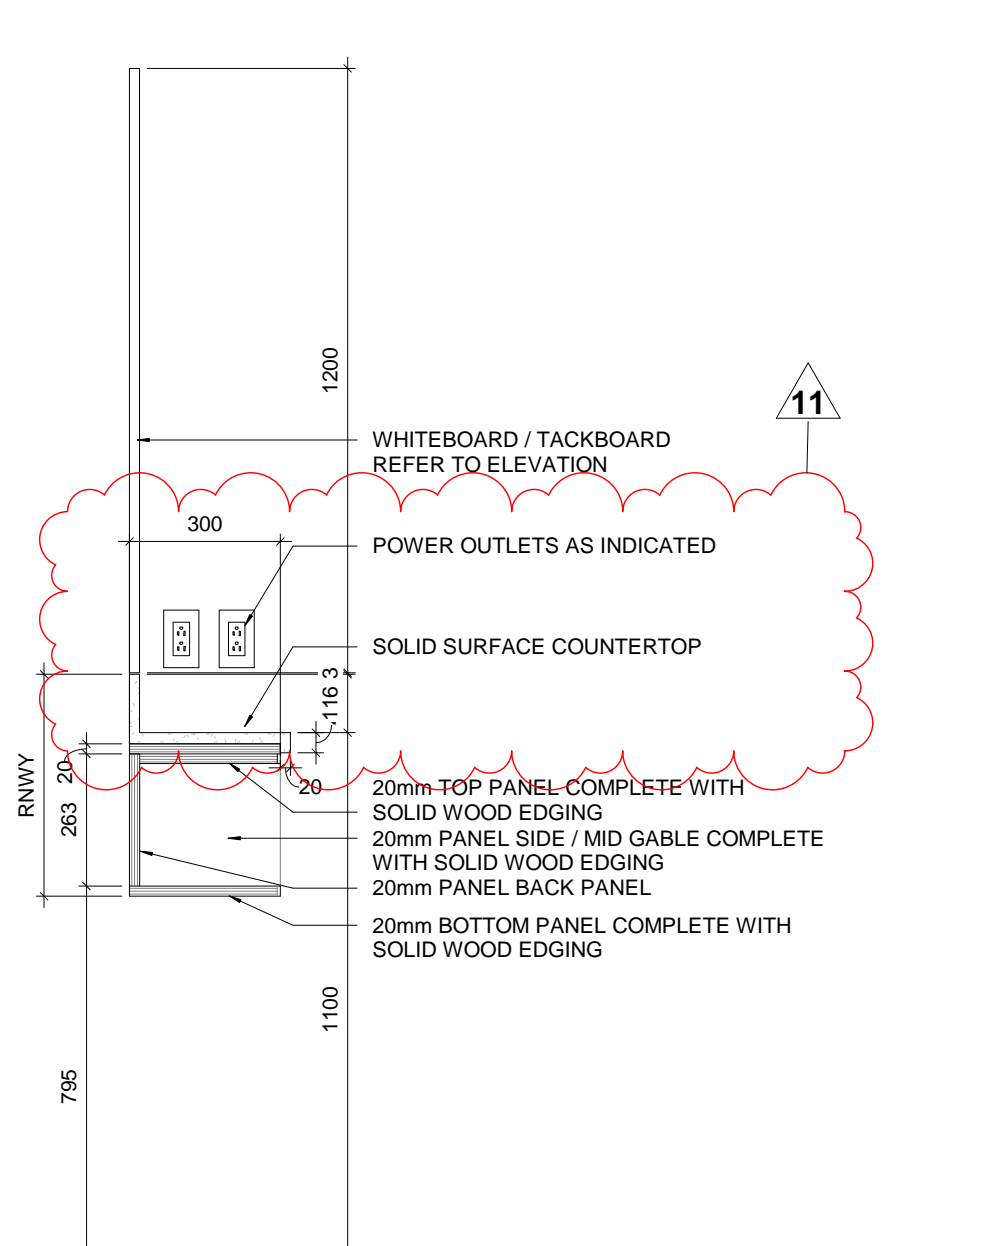 1200
11
WHITEBOARD / TACKBOARD
REFER TO ELEVATION
300
POWER OUTLETS AS INDICATED
SOLID SURFACE COUNTERTOP
3
116
RNWY
20
263
20
20mm TOP PANEL COMPLETE WITH
SOLID WOOD EDGING
20mm PANEL SIDE / MID GABLE COMPLETE
WITH SOLID WOOD EDGING
20mm PANEL BACK PANEL
20mm BOTTOM PANEL COMPLETE WITH
SOLID WOOD EDGING
1100
795